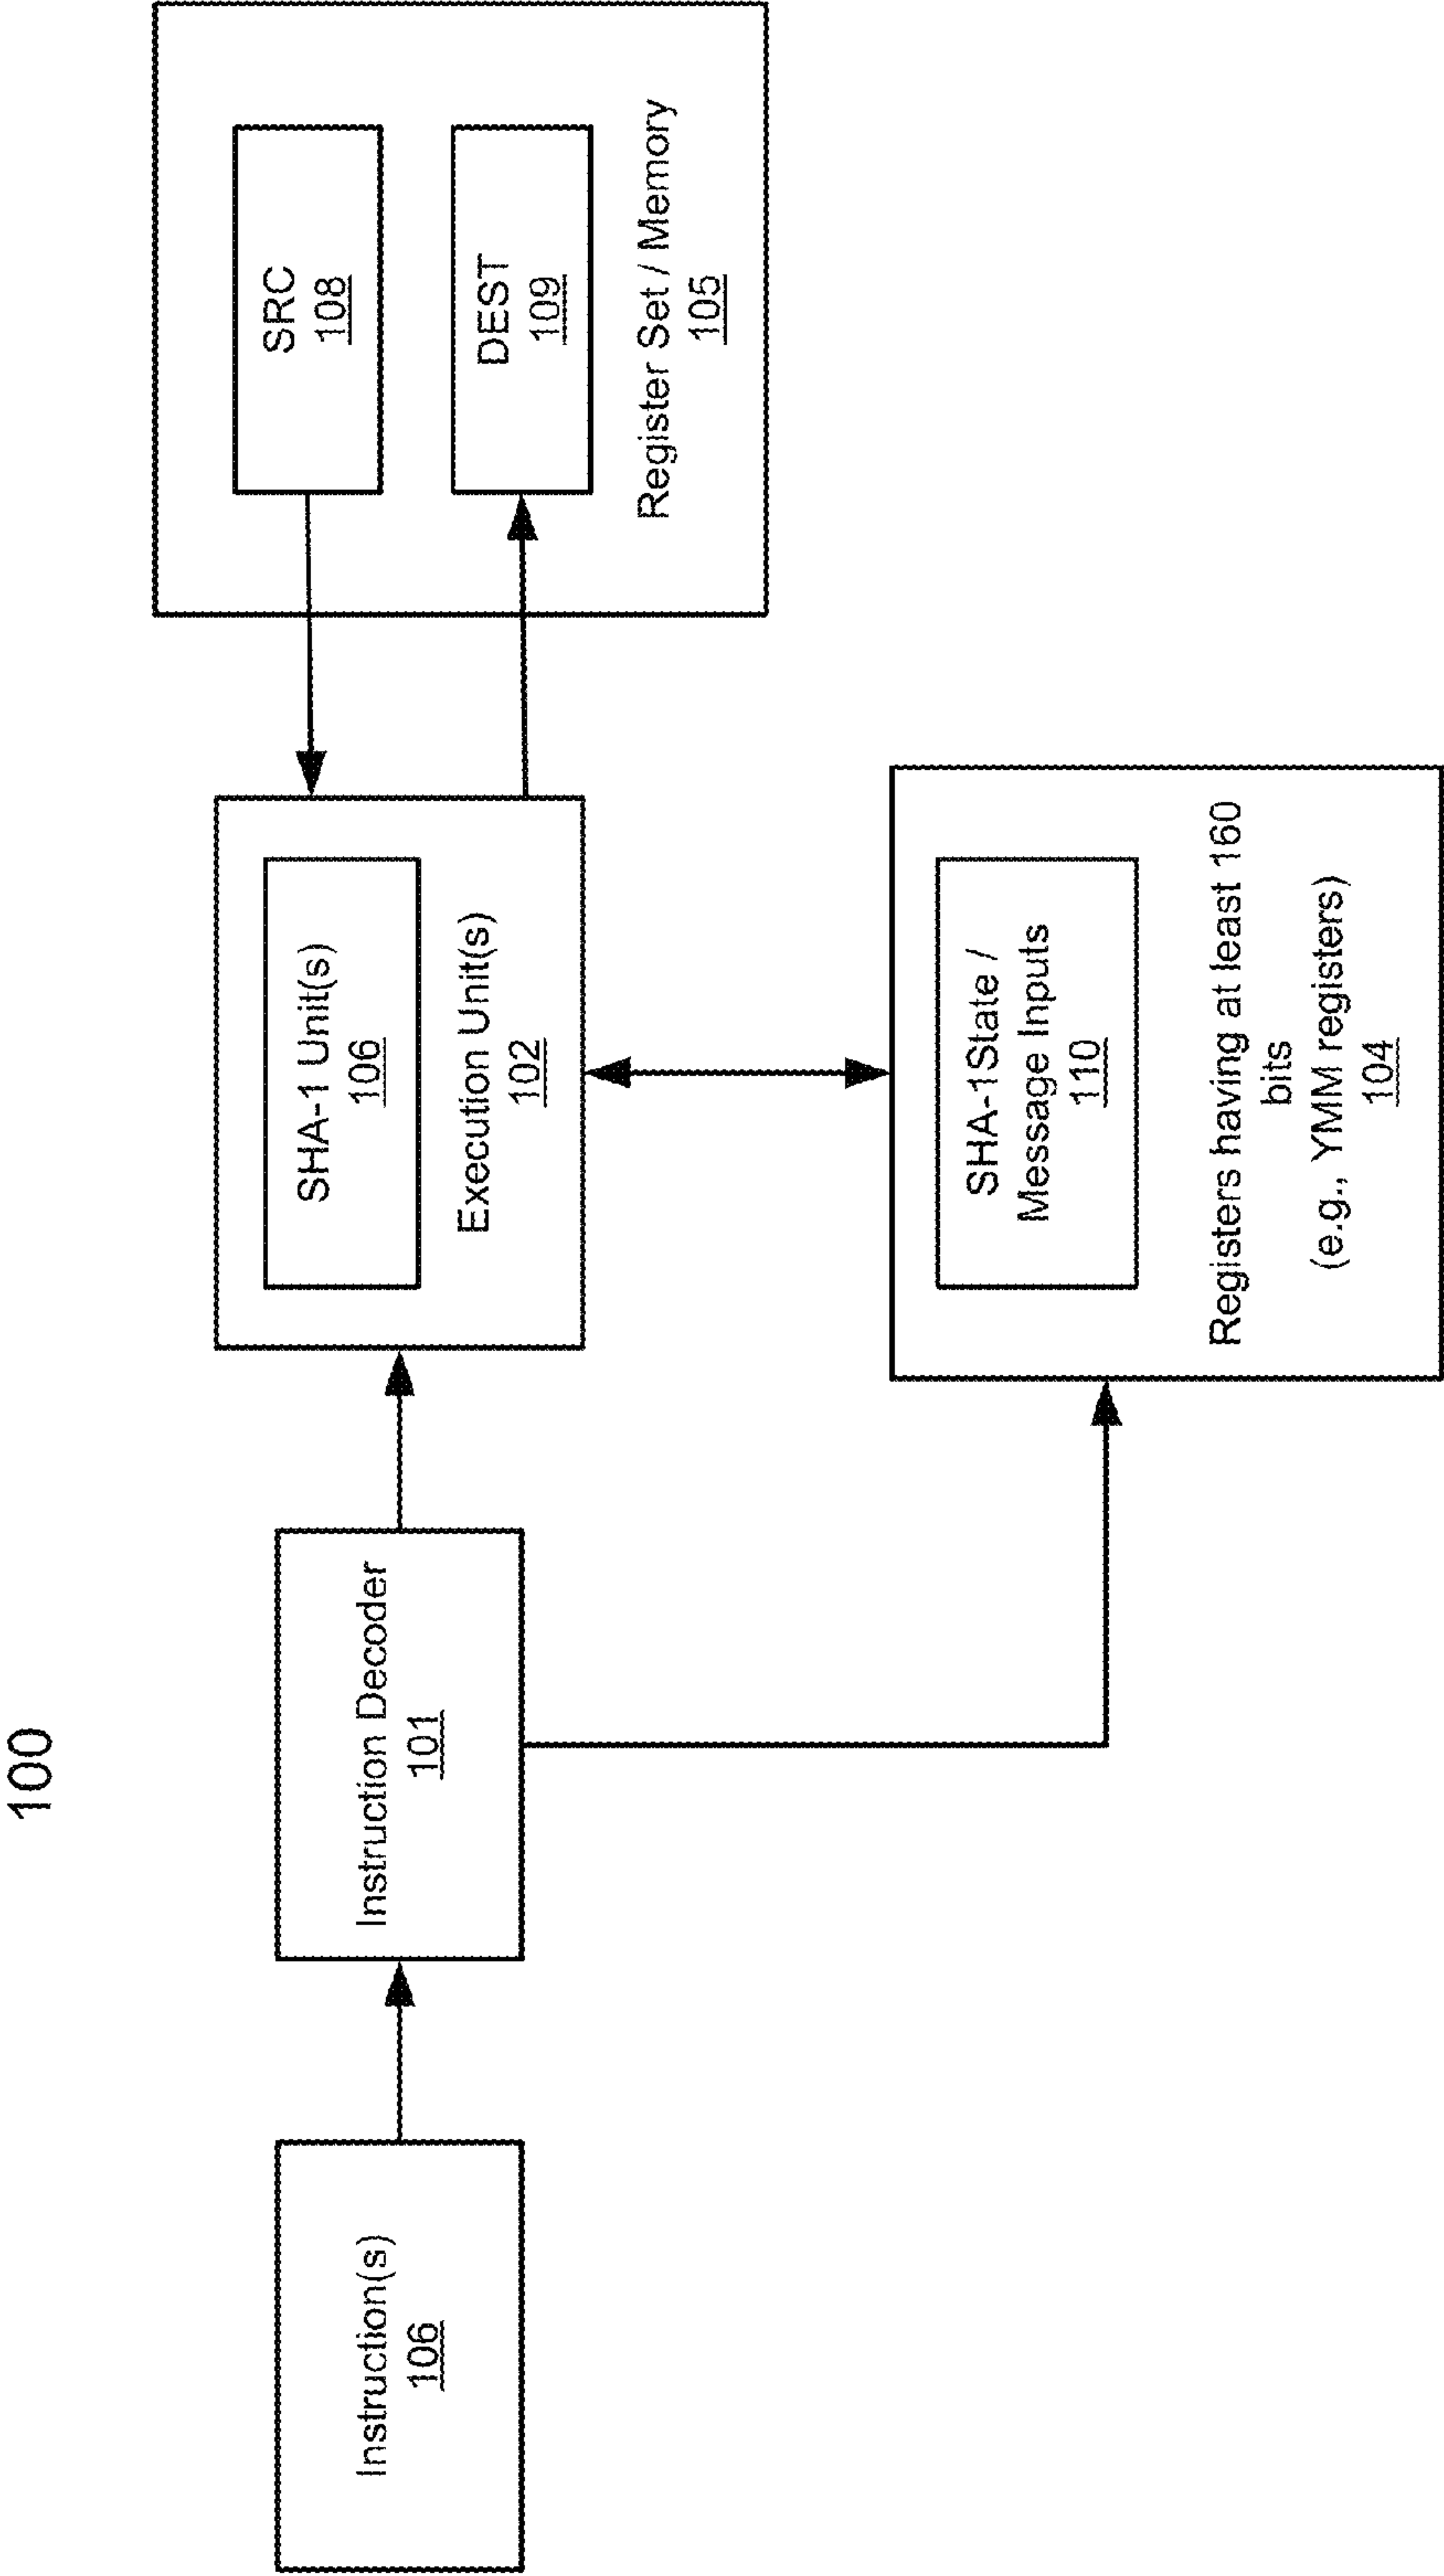 100
Instruction(s)
106
Instruction Decoder
101
SHA-1 Unit(s)
106
Execution Unit(s)
102
SRC
108
DEST
109
Register Set / Memory
105
SHA-1State /
Message Inputs
110
Registers having at least 160
bits
(e.g., YMM registers)
104